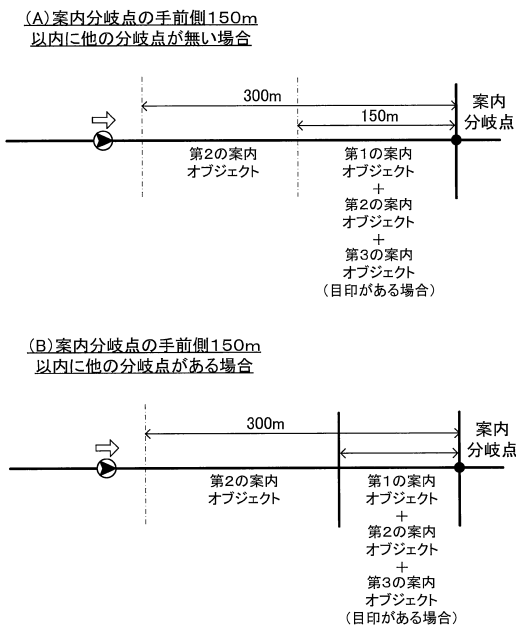 (A)案内分岐点の手前側150m
以内に他の分岐点が無い場合
300m
案内
分岐点
150m
第2の案内
オブジェクト
第1の案内
オブジェクト
+
第2の案内
オブジェクト
+
第3の案内
オブジェクト
(目印がある場合)
(B)案内分岐点の手前側150m
以内に他の分岐点がある場合
300m
案内
分岐点
第2の案内
オブジェクト
第1の案内
オブジェクト
+
第2の案内
オブジェクト
+
第3の案内
オブジェクト
(目印がある場合)